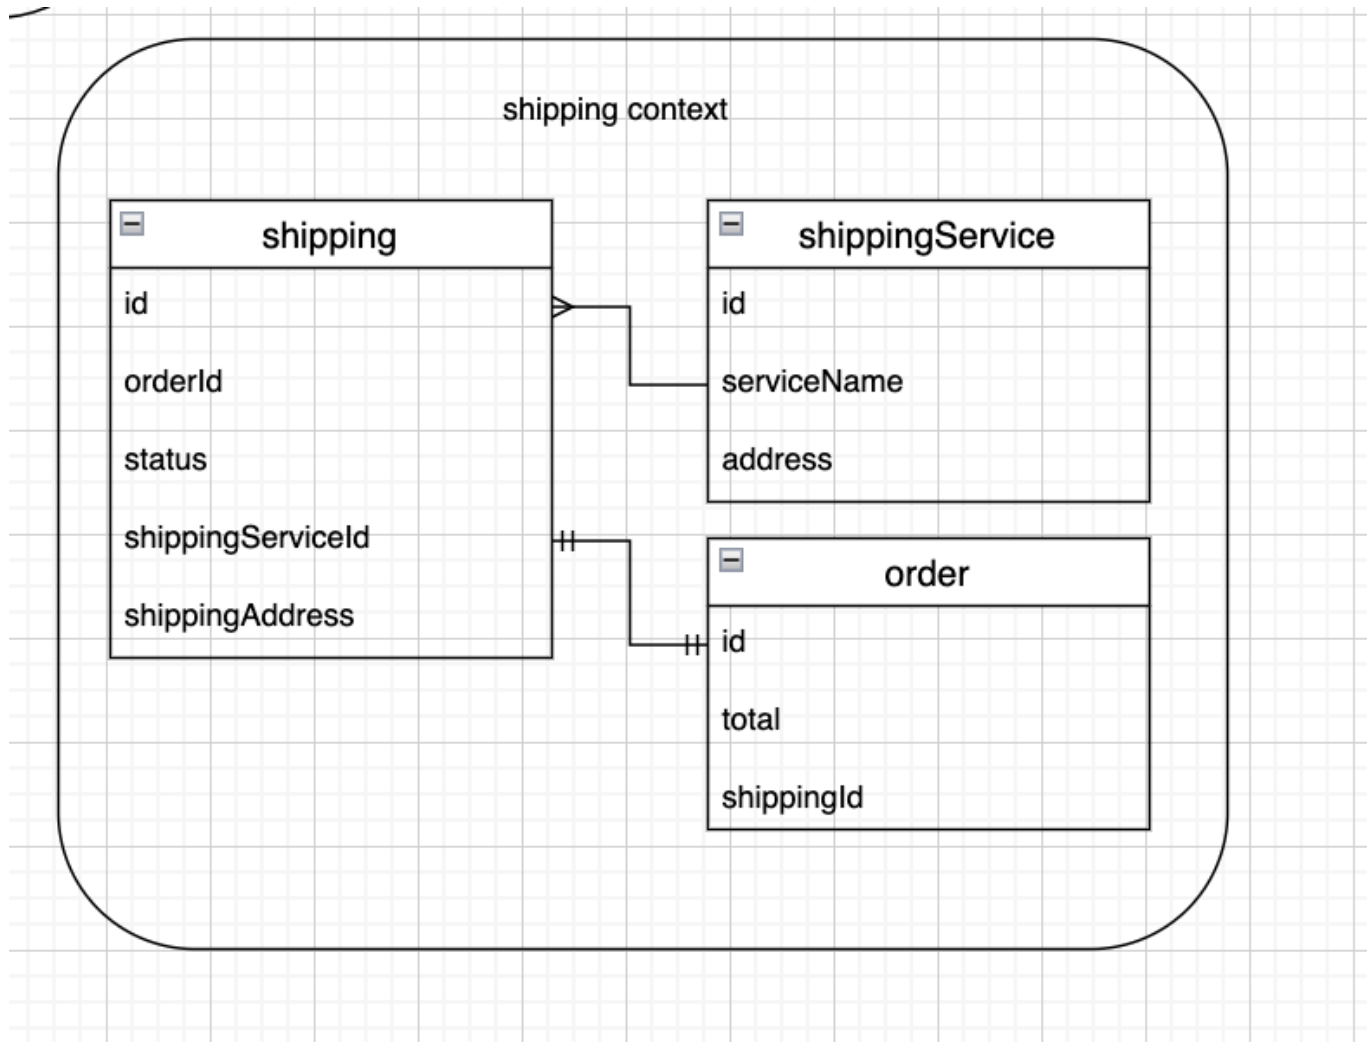 shipping context
shipping
id
orderId
status
shippingServiceId
shippingAddress
shippingService
id
serviceName
address
order
id
total
shippingId